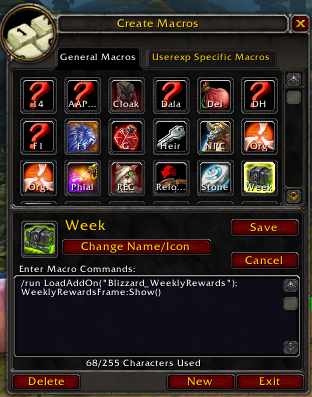 Create Macros
General Macros
Userexp Specific Macros
14 AAP... Cloak Dala Del DH
F1 F5 G Heir NPC Org
Org. Phial REC Relo... Stone Week
Week
Save
Change Name/Icon
Cancel
Enter Macro Commands:
/run LoadAddOn("Blizzard_WeeklyRewards");
WeeklyRewardsFrame:Show()
68/255 Characters Used
Delete
New
Exit